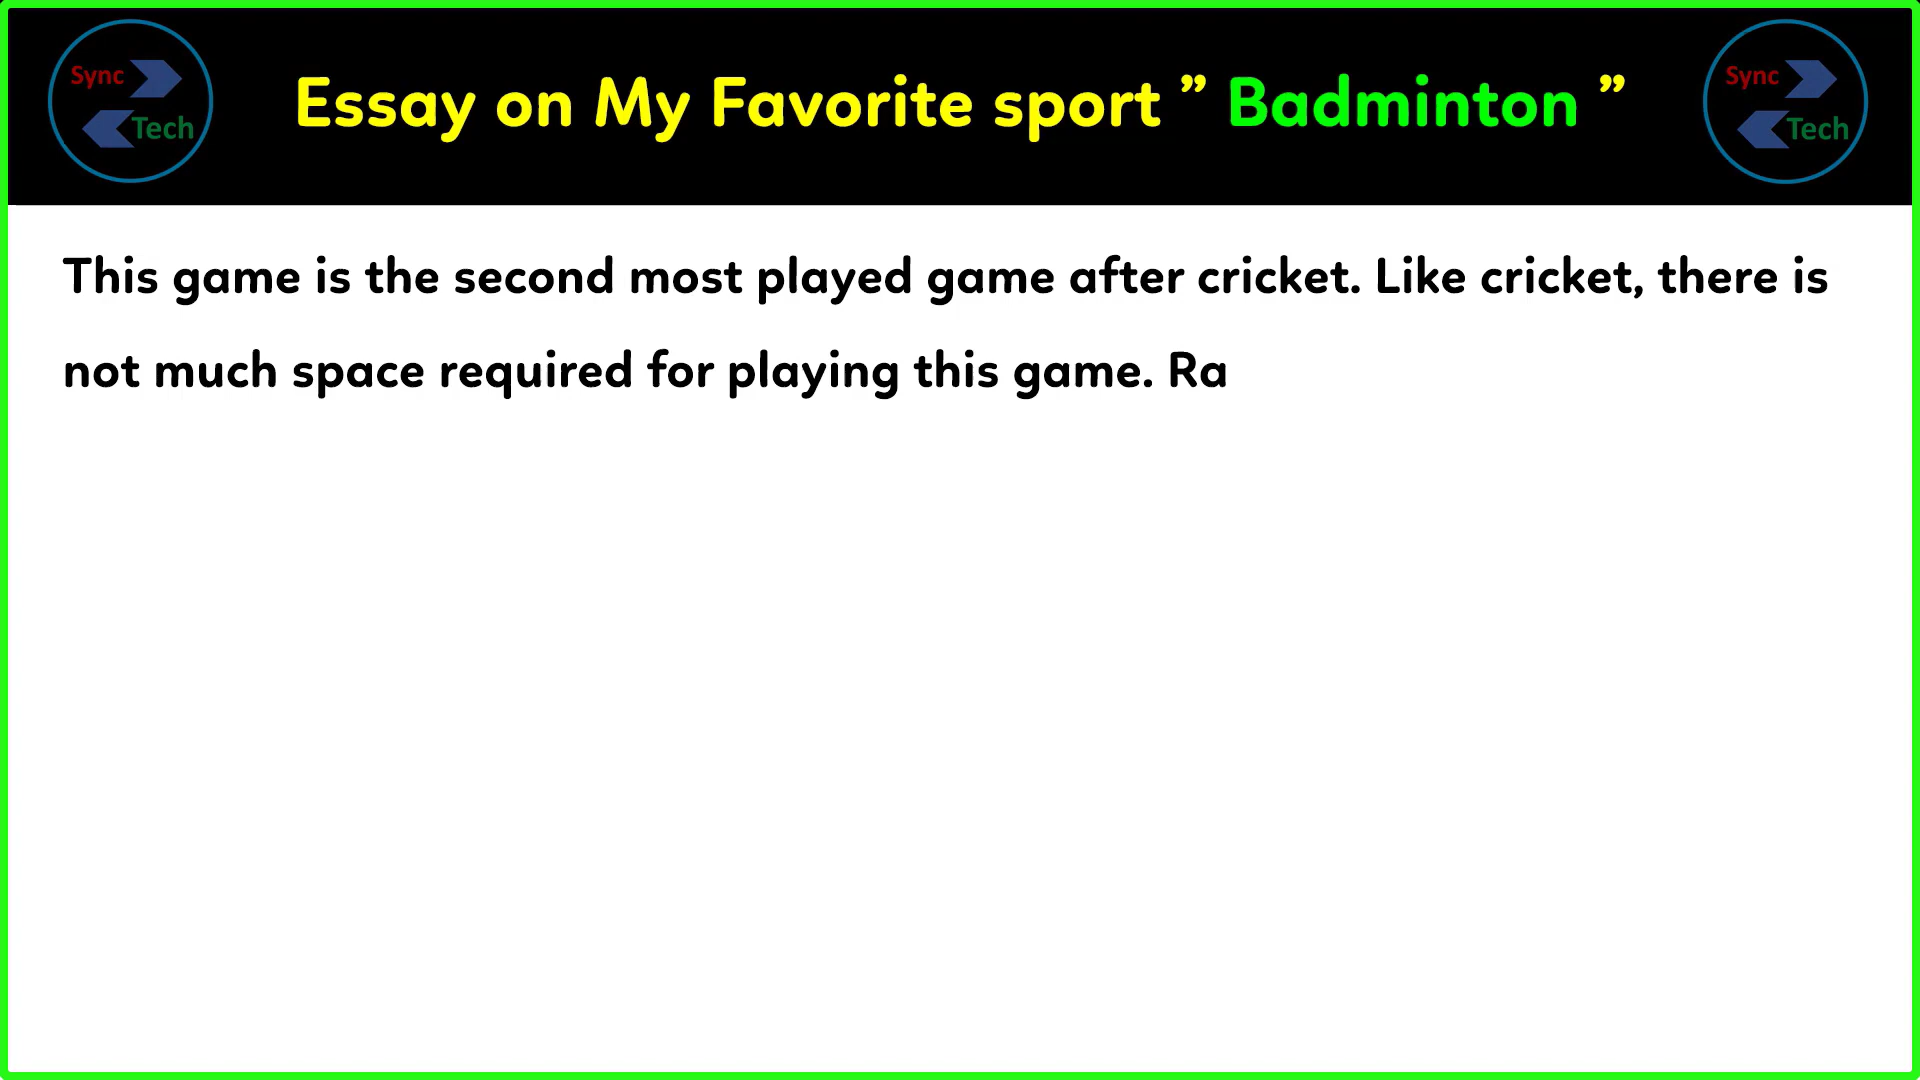 Sync
Tech
Essay on My Favorite sport ” Badminton ”
Sync
Tech
This game is the second most played game after cricket. Like cricket, there is
not much space required for playing this game. Ra